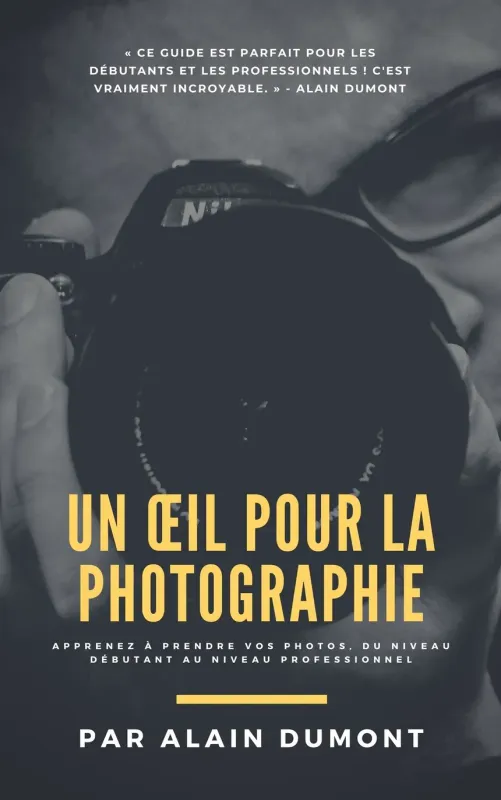 « CE GUIDE EST PARFAIT POUR LES
DÉBUTANTS ET LES PROFESSIONNELS ! C'EST
VRAIMENT INCROYABLE. » - ALAIN DUMONT
UN ŒIL POUR LA
PHOTOGRAPHIE
APPRENEZ À PRENDRE VOS PHOTOS, DU NIVEAU
DÉBUTANT AU NIVEAU PROFESSIONNEL
PAR ALAIN DUMONT